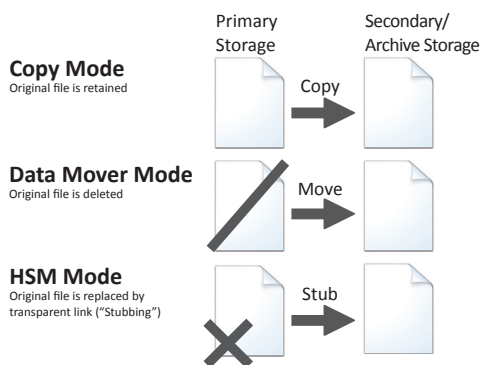 Primary
Storage
Secondary/
Archive Storage
Copy Mode
Original file is retained
Copy
Data Mover Mode
Original file is deleted
Move
HSM Mode
Original file is replaced by
transparent link (“Stubbing”)
Stub